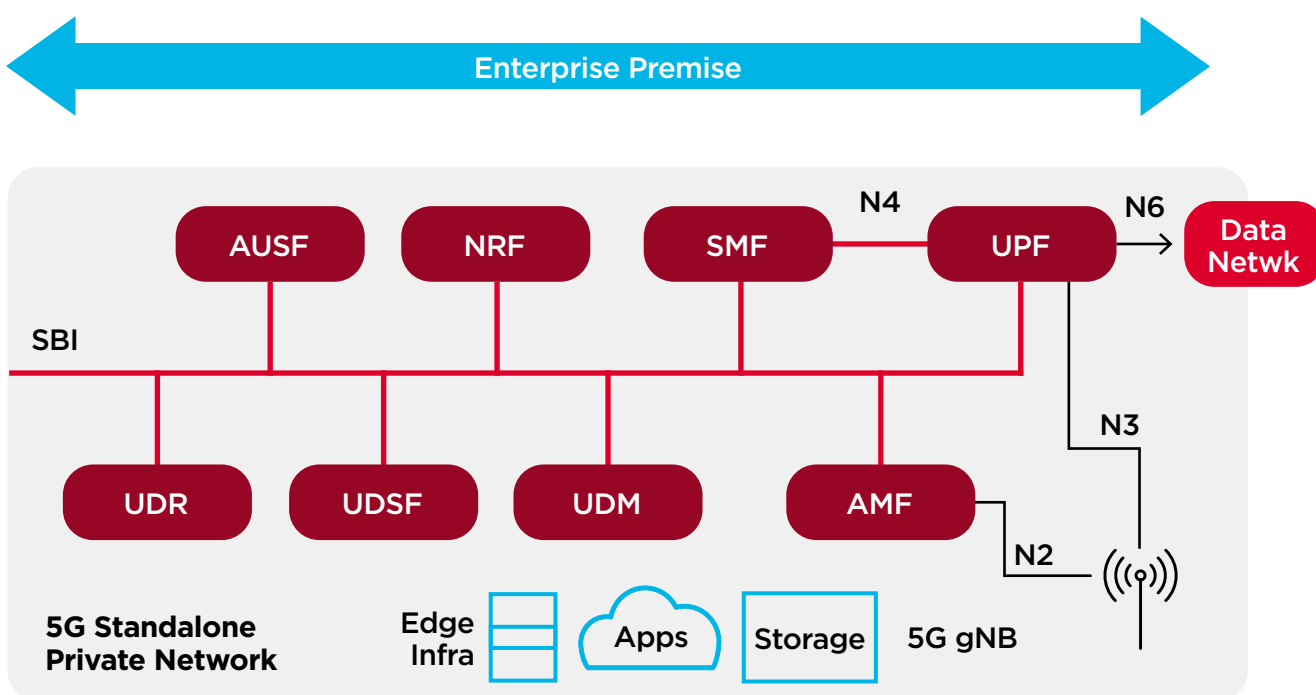 Enterprise Premise
N4
N6
AUSF
NRF
SMF
UPF
Data
Netwk
SBI
N3
UDR
UDSF
UDM
AMF
N2
5G Standalone
Private Network
Edge
Infra
Apps
Storage
5G gNB